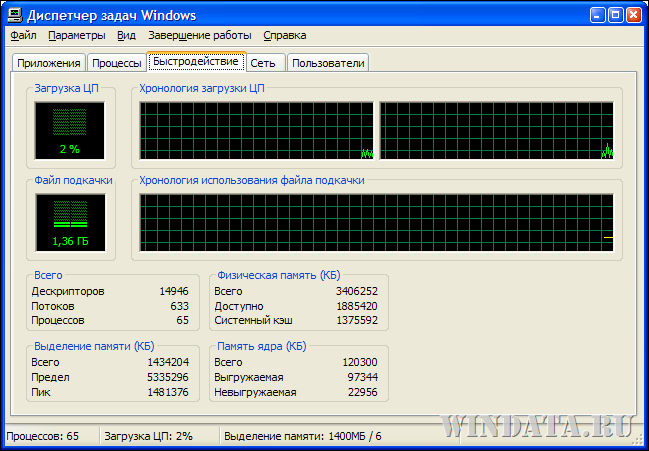 Диспетчер задач Windows
Файл Параметры Вид Завершение работы Справка
Приложения Процессы Быстродействие Сеть Пользователи
Загрузка ЦП
2 %
Хронология загрузки ЦП
Файл подкачки
1,36 ГБ
Хронология использования файла подкачки
Всего
Дескрипторов 14946
Потоков 633
Процессов 65
Физическая память (КБ)
Всего 3406252
Доступно 1885420
Системный кэш 1375592
Выделение памяти (КБ)
Всего 1434204
Предел 5335296
Пик 1481376
Память ядра (КБ)
Всего 120300
Выгружаемая 97344
Невыгружаемая 22956
Процессов: 65 Загрузка ЦП: 2% Выделение памяти: 1400МБ / 6
WINDATA.RU